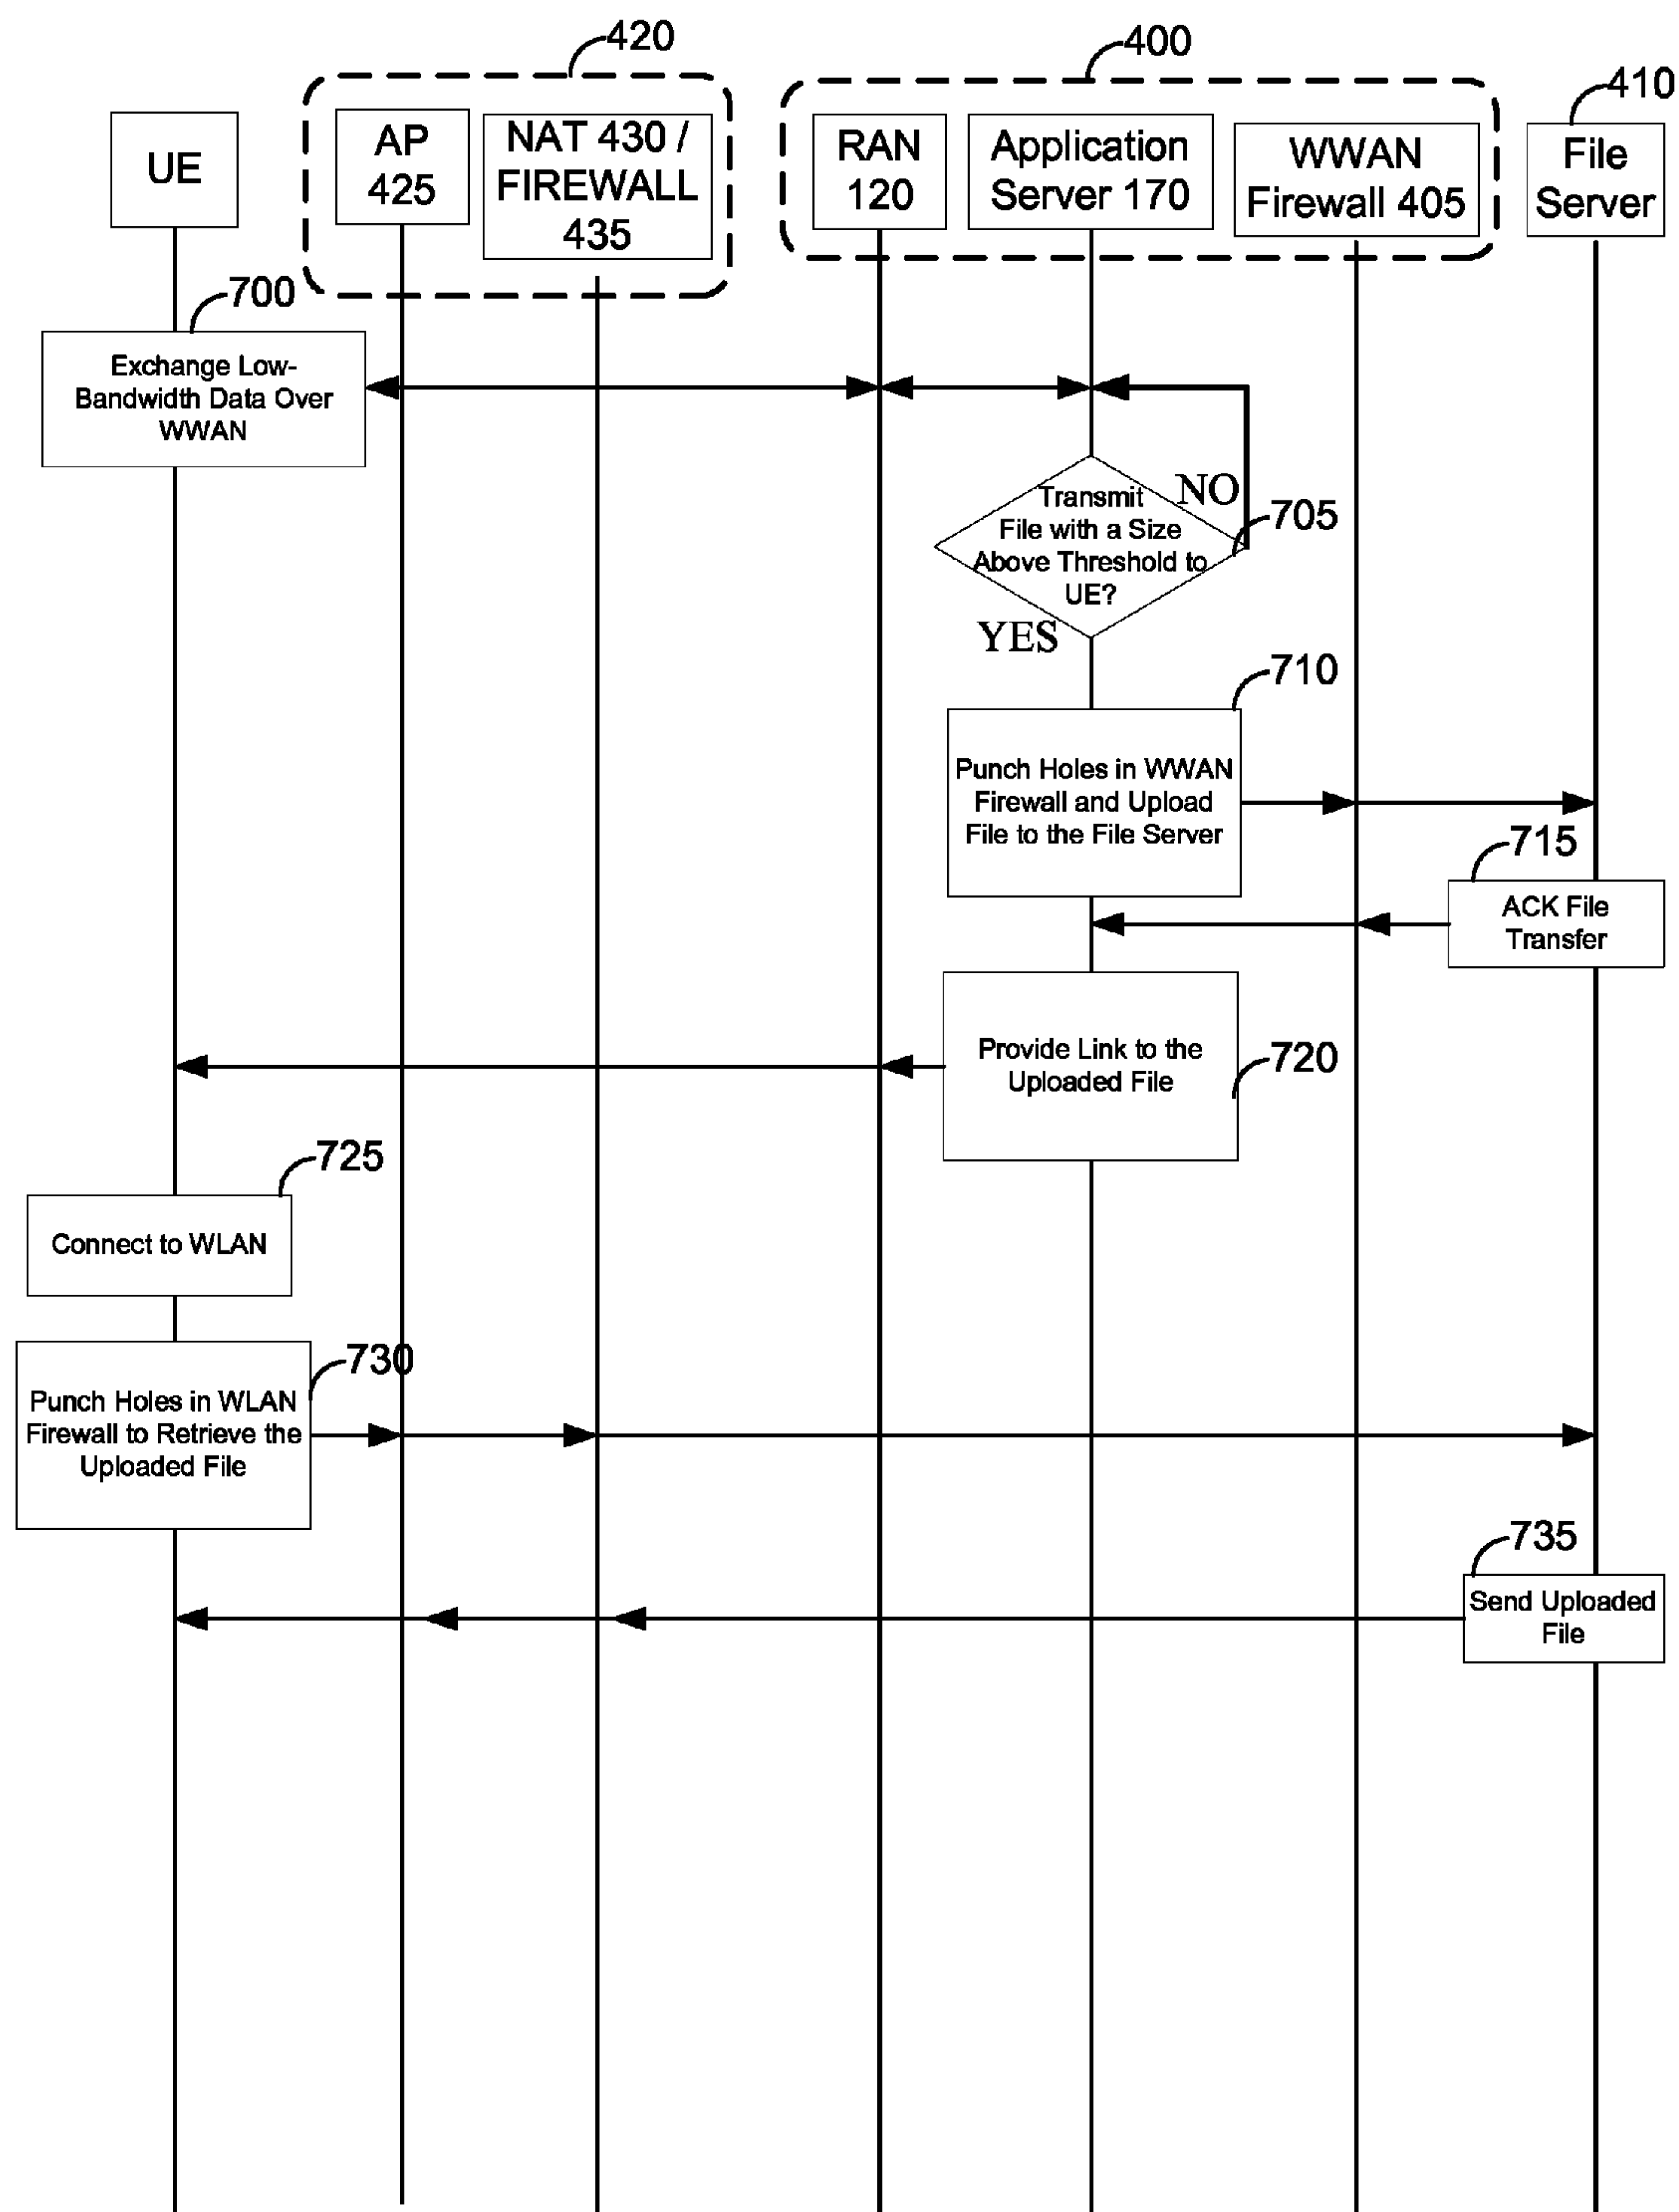 420
400
410
UE
AP
425
NAT 430 /
FIREWALL
435
RAN
120
Application
Server 170
WWAN
Firewall 405
File
Server
700
Exchange Low-
Bandwidth Data Over
WWAN
Transmit
File with a Size
Above Threshold to
UE?
NO
705
YES
710
Punch Holes in WWAN
Firewall and Upload
File to the File Server
715
ACK File
Transfer
Provide Link to the
Uploaded File
720
725
Connect to WLAN
730
Punch Holes in WLAN
Firewall to Retrieve the
Uploaded File
735
Send Uploaded
File